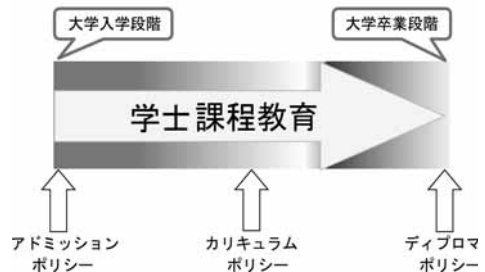 大学入学段階
大学卒業段階
学士課程教育
アドミッション
ポリシー
カリキュラム
ポリシー
ディプロマ
ポリシー